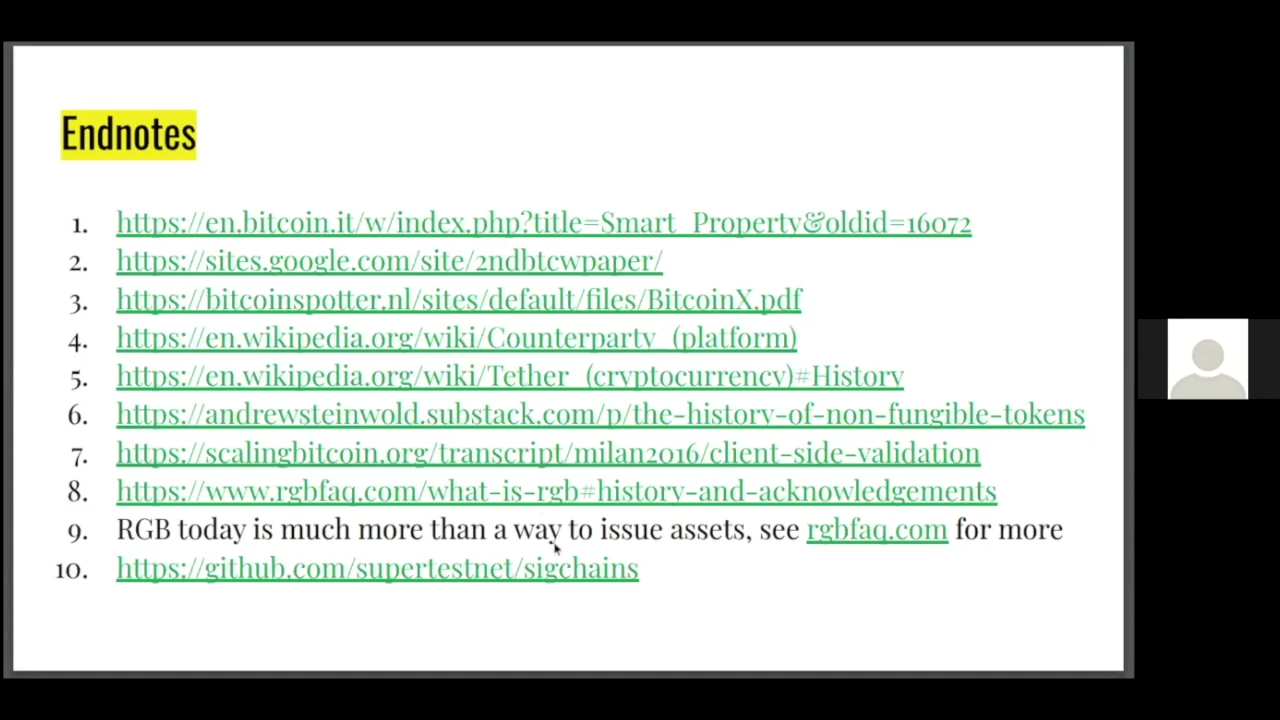 Endnotes
1. https://en.bitcoin.it/w/index.php?title=Smart_Property&oldid=16072
2. https://sites.google.com/site/2ndbtcwpaper/
3. https://bitcoinspotter.nl/sites/default/files/BitcoinX.pdf
4. https://en.wikipedia.org/wiki/Counterparty_(platform)
5. https://en.wikipedia.org/wiki/Tether_(cryptocurrency)#History
6. https://andrewsteinwold.substack.com/p/the-history-of-non-fungible-tokens
7. https://scalingbitcoin.org/transcript/milan2016/client-side-validation
8. https://www.rgbfaq.com/what-is-rgb#history-and-acknowledgements
9. RGB today is much more than a way to issue assets, see rgbfaq.com for more
10. https://github.com/supertestnet/sigchains